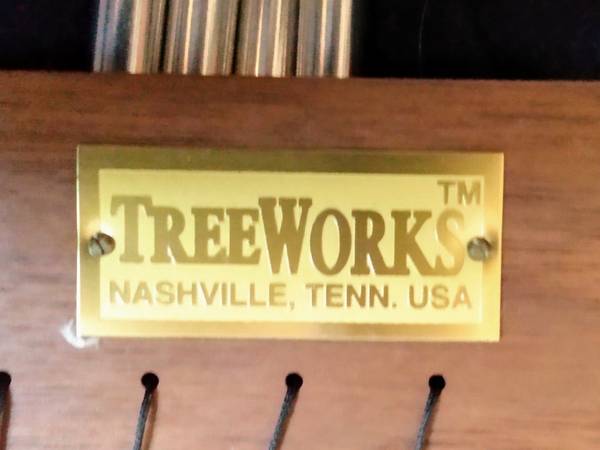 TREEWORKS™
NASHVILLE, TENN. USA